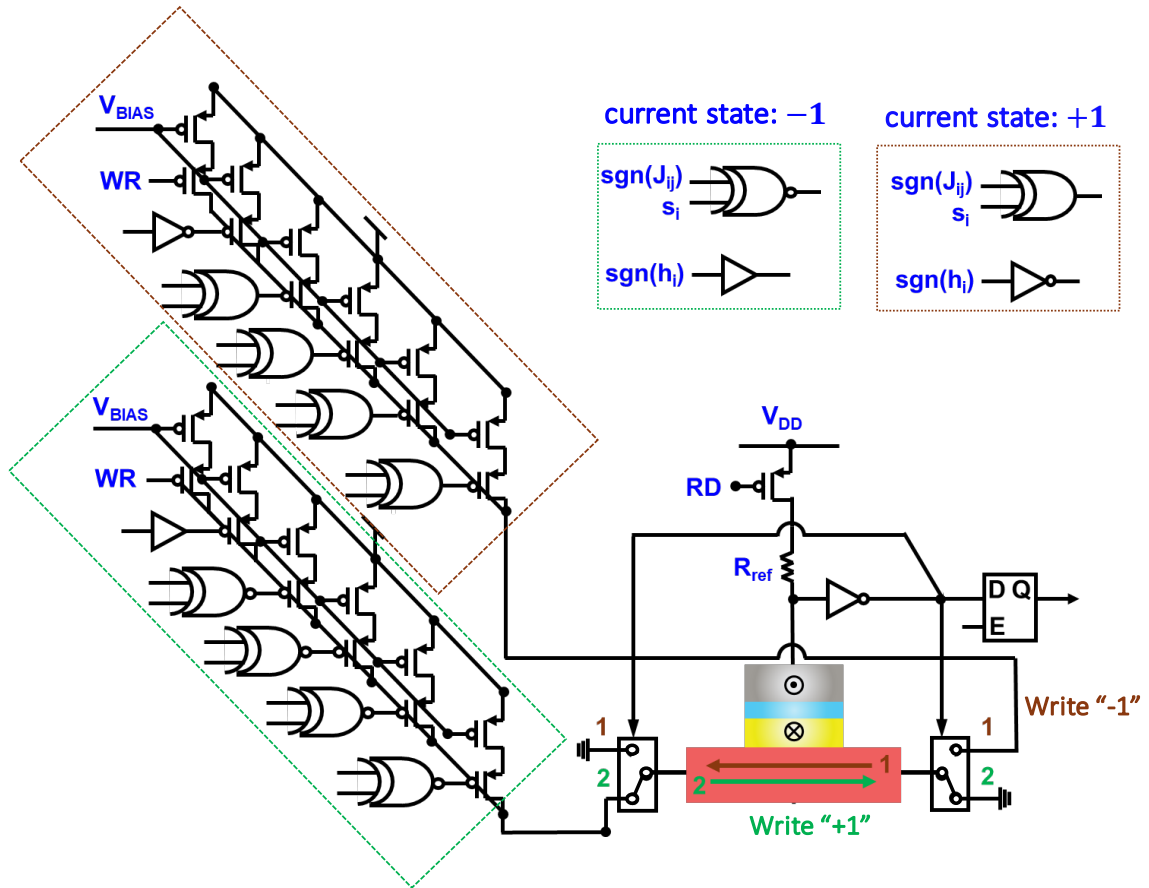 current state: −1
current state: +1
V_BIAS
WR
sgn(J_ij)
s_i
sgn(h_i)
sgn(J_ij)
s_i
sgn(h_i)
V_BIAS
WR
V_DD
RD
R_ref
D Q
E
Write "-1"
1
2
1
2
1
2
Write "+1"